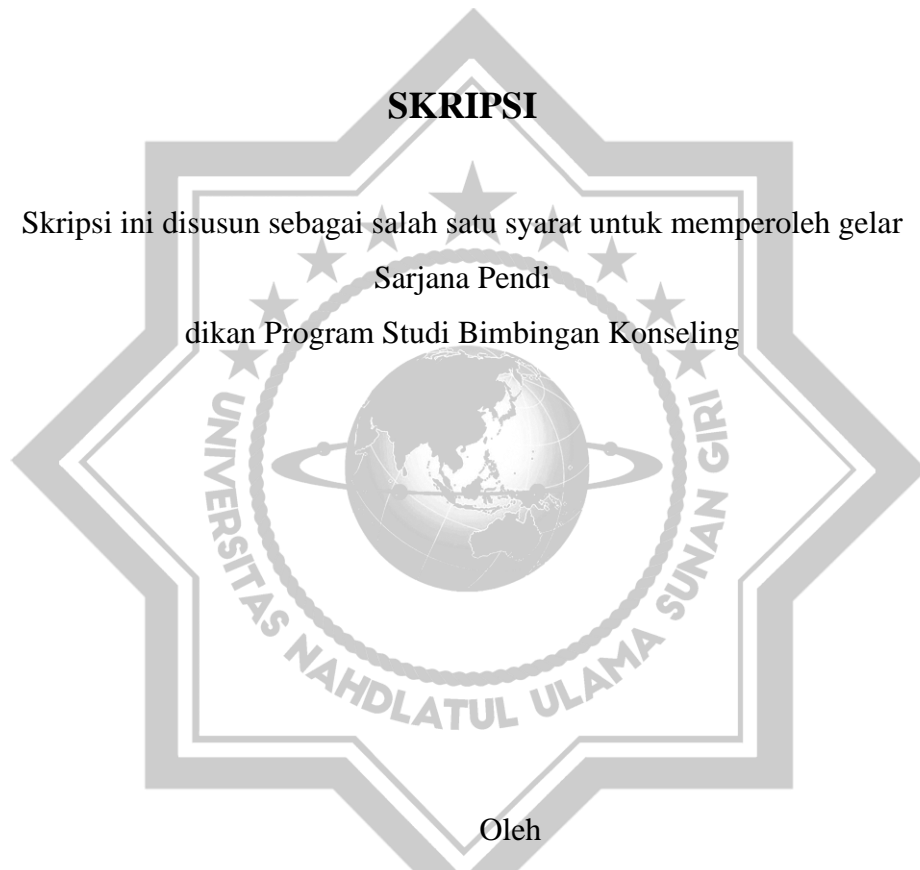 SKRIPSI
Skripsi ini disusun sebagai salah satu syarat untuk memperoleh gelar
Sarjana Pendi
dikan Program Studi Bimbingan Konseling
UNIVERSITAS NAHDLATUL ULAMA SUNAN GIRI
Oleh